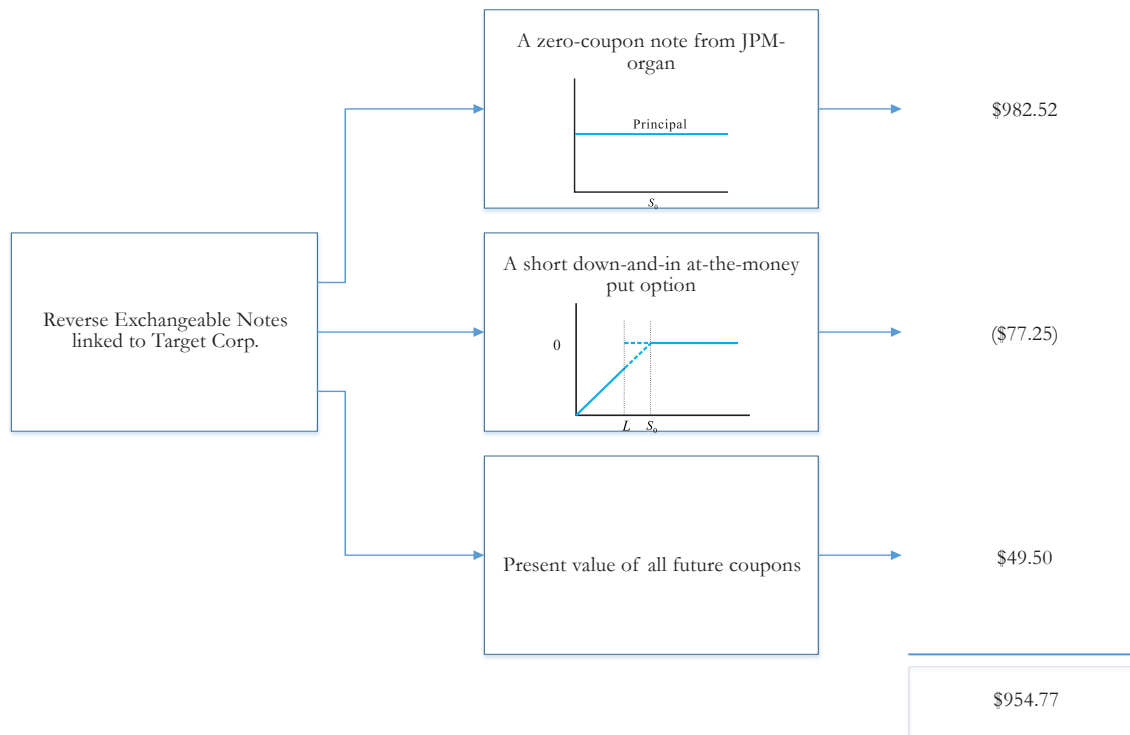 A zero-coupon note from JPM-
organ
Principal
S₀
$982.52
Reverse Exchangeable Notes
linked to Target Corp.
A short down-and-in at-the-money
put option
0
L S₀
($77.25)
Present value of all future coupons
$49.50
$954.77